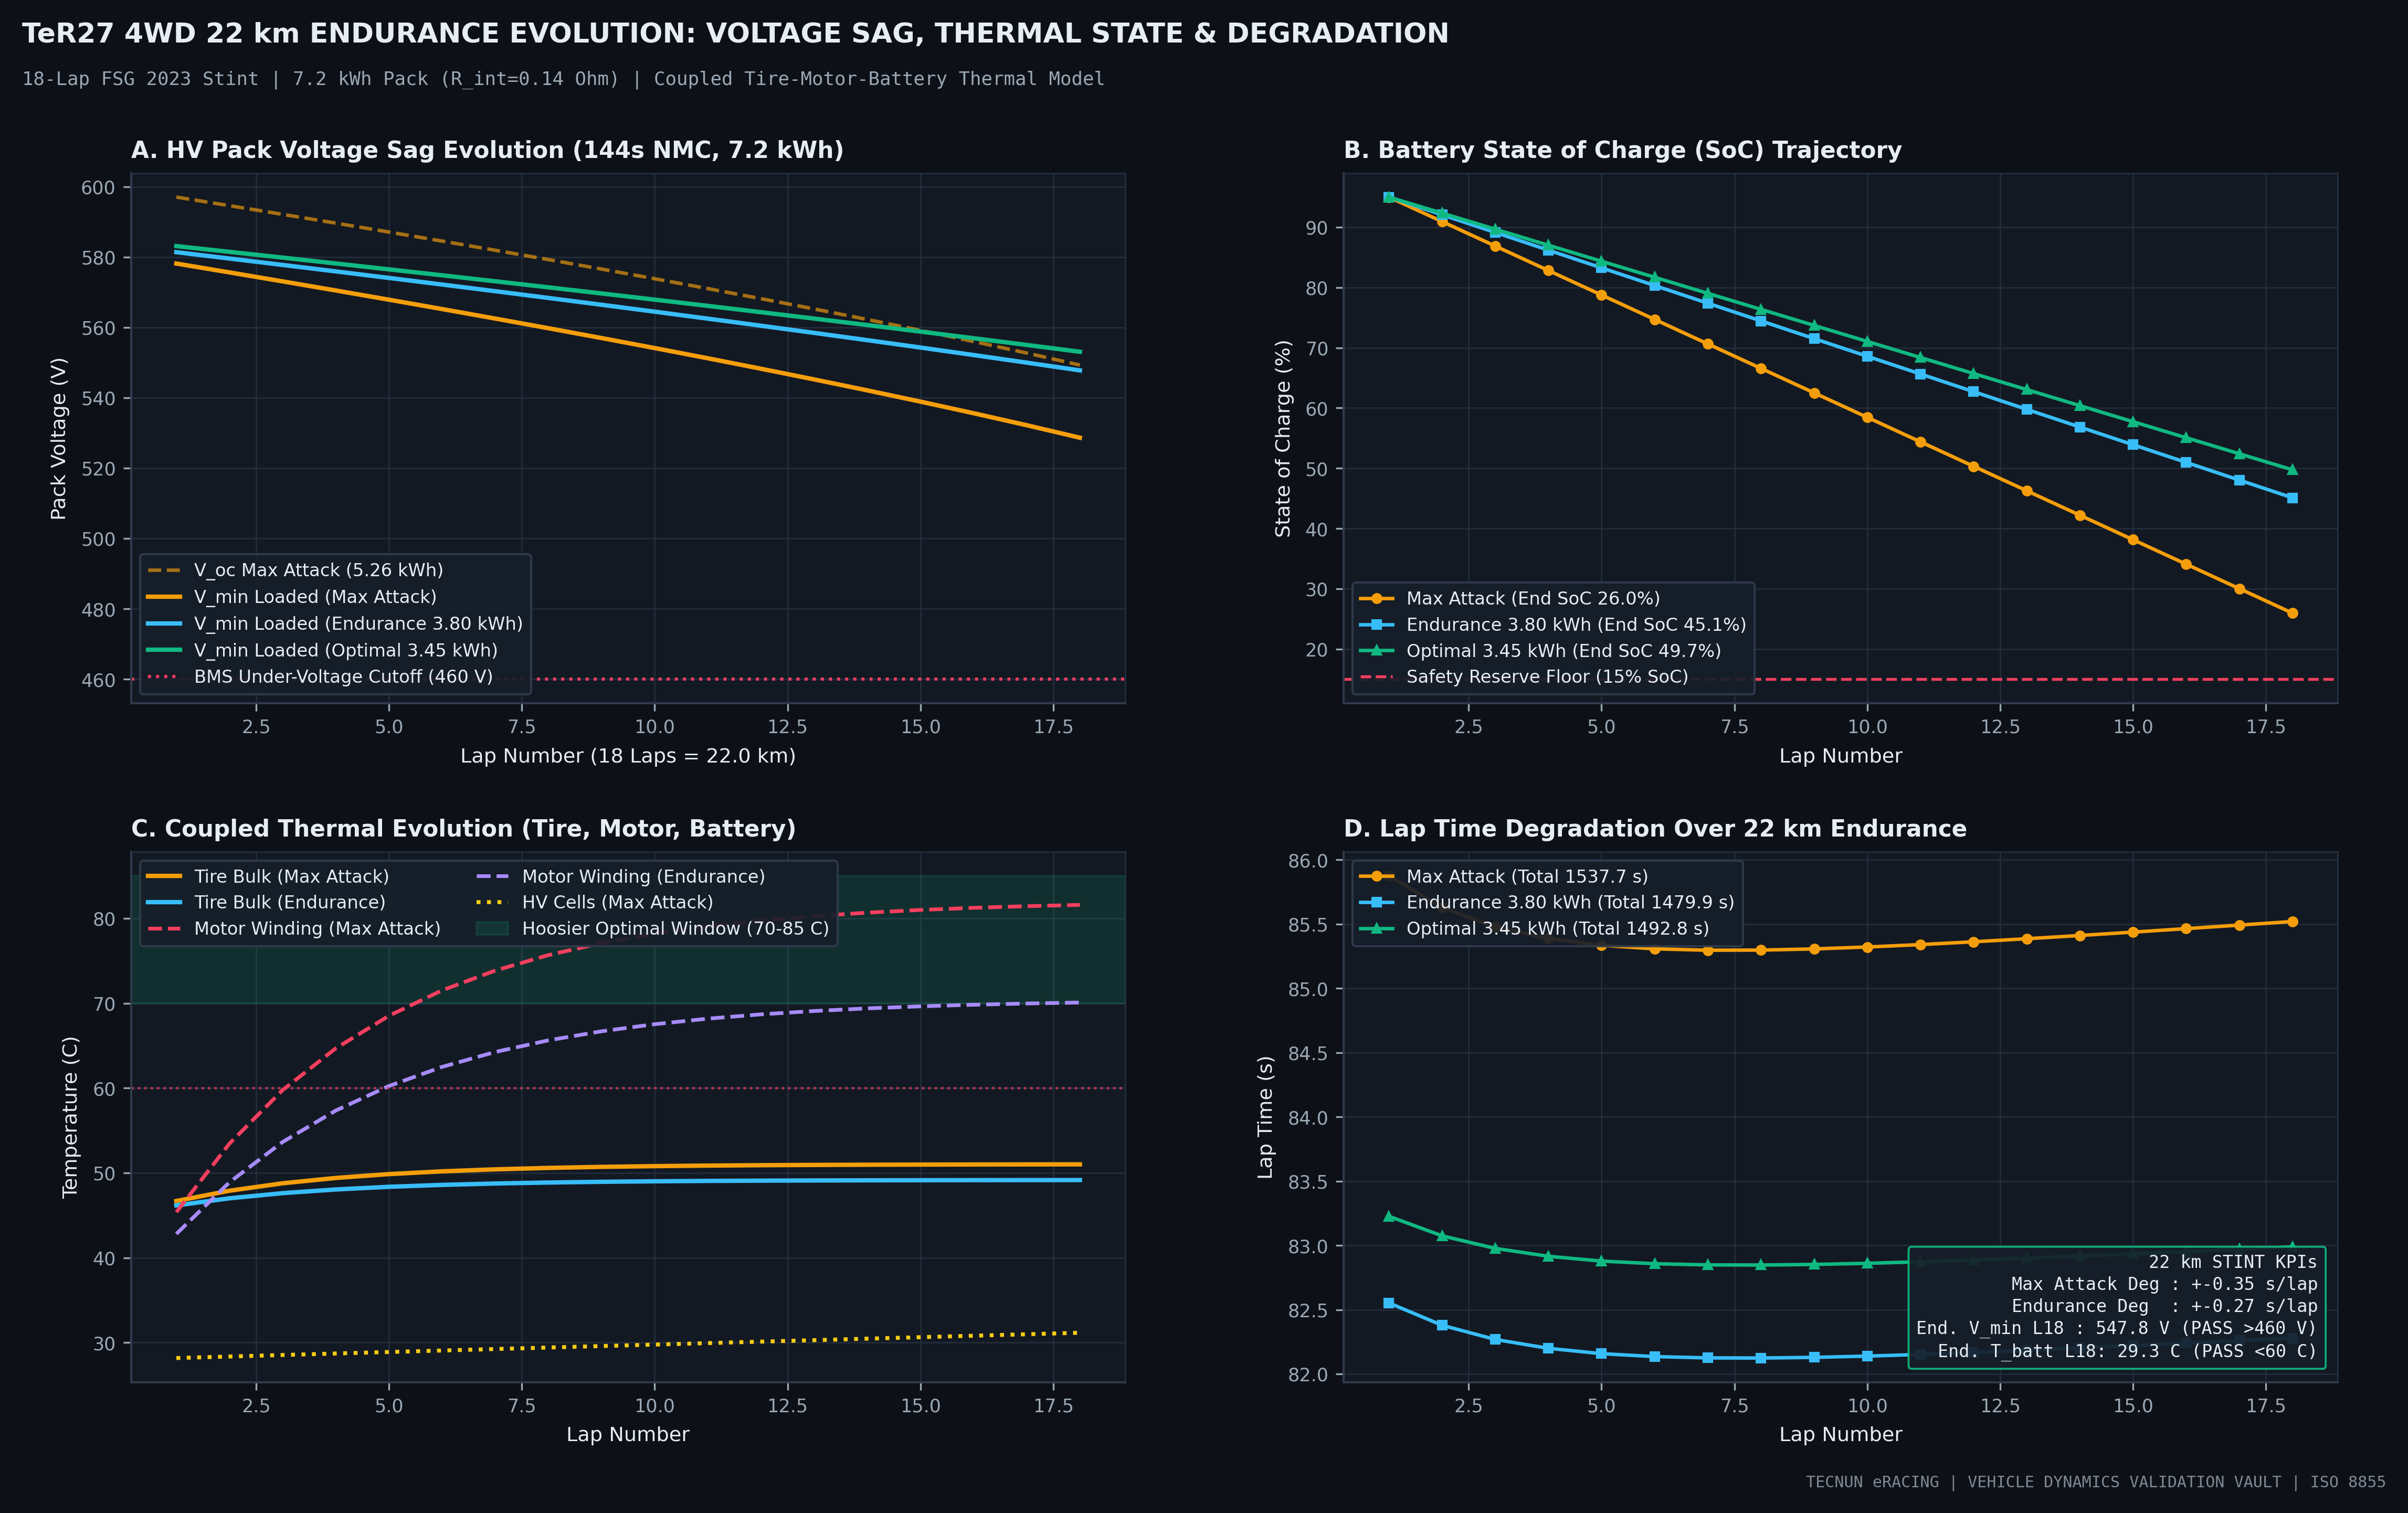 TeR27 4WD 22 km ENDURANCE EVOLUTION: VOLTAGE SAG, THERMAL STATE & DEGRADATION
18-Lap FSG 2023 Stint | 7.2 kWh Pack (R_int=0.14 Ohm) | Coupled Tire-Motor-Battery Thermal Model
A. HV Pack Voltage Sag Evolution (144s NMC, 7.2 kWh)
Pack Voltage (V)
600
580
560
540
520
500
480
460
V_oc Max Attack (5.26 kWh)
V_min Loaded (Max Attack)
V_min Loaded (Endurance 3.80 kWh)
V_min Loaded (Optimal 3.45 kWh)
BMS Under-Voltage Cutoff (460 V)
2.5 5.0 7.5 10.0 12.5 15.0 17.5
Lap Number (18 Laps = 22.0 km)
B. Battery State of Charge (SoC) Trajectory
State of Charge (%)
90
80
70
60
50
40
30
20
Max Attack (End SoC 26.0%)
Endurance 3.80 kWh (End SoC 45.1%)
Optimal 3.45 kWh (End SoC 49.7%)
Safety Reserve Floor (15% SoC)
2.5 5.0 7.5 10.0 12.5 15.0 17.5
Lap Number
C. Coupled Thermal Evolution (Tire, Motor, Battery)
Temperature (C)
80
70
60
50
40
30
Tire Bulk (Max Attack)
Tire Bulk (Endurance)
Motor Winding (Max Attack)
Motor Winding (Endurance)
HV Cells (Max Attack)
Hoosier Optimal Window (70-85 C)
2.5 5.0 7.5 10.0 12.5 15.0 17.5
Lap Number
D. Lap Time Degradation Over 22 km Endurance
Lap Time (s)
86.0
85.5
85.0
84.5
84.0
83.5
83.0
82.5
82.0
Max Attack (Total 1537.7 s)
Endurance 3.80 kWh (Total 1479.9 s)
Optimal 3.45 kWh (Total 1492.8 s)
22 km STINT KPIs
Max Attack Deg : +-0.35 s/lap
Endurance Deg  : +-0.27 s/lap
End. V_min L18 : 547.8 V (PASS >460 V)
End. T_batt L18: 29.3 C (PASS <60 C)
2.5 5.0 7.5 10.0 12.5 15.0 17.5
Lap Number
TECNUN eRACING | VEHICLE DYNAMICS VALIDATION VAULT | ISO 8855